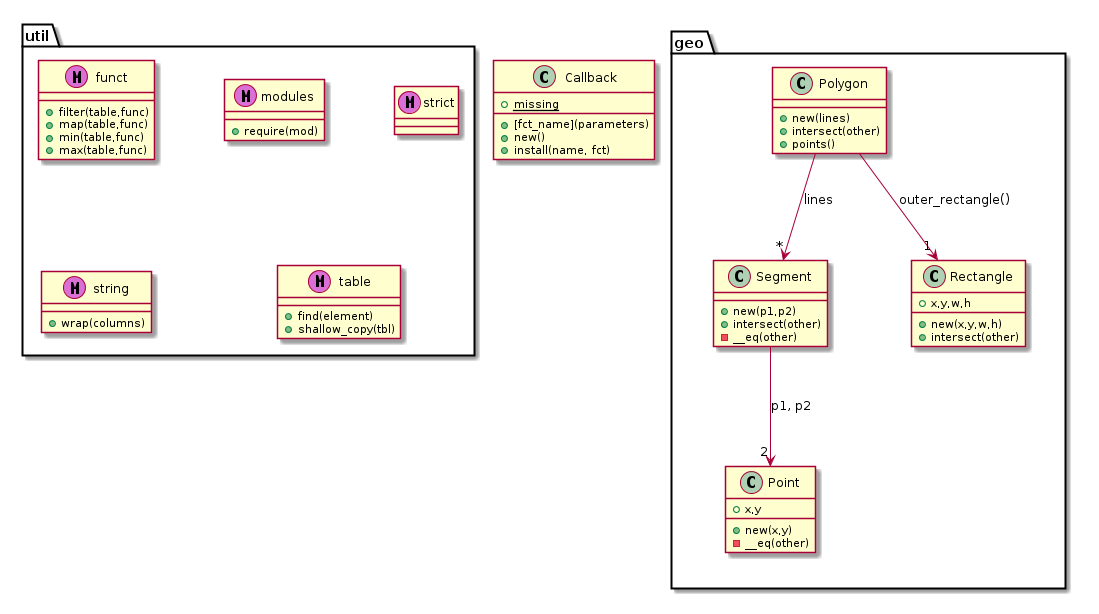 util
M funct
filter(table,func)
map(table,func)
min(table,func)
max(table,func)
M modules
require(mod)
M strict
M string
wrap(columns)
M table
find(element)
shallow_copy(tbl)
C Callback
missing
[fct_name](parameters)
new()
install(name, fct)
geo
C Polygon
new(lines)
intersect(other)
points()
lines
*
outer_rectangle()
1
C Segment
new(p1,p2)
intersect(other)
__eq(other)
C Rectangle
x,y,w,h
new(x,y,w,h)
intersect(other)
p1, p2
2
C Point
x,y
new(x,y)
__eq(other)